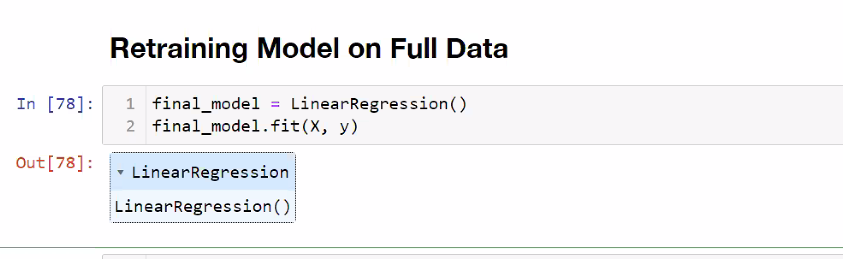 Retraining Model on Full Data
In [78]:
1 final_model = LinearRegression()
2 final_model.fit(X, y)
Out[78]:
▾ LinearRegression
LinearRegression()